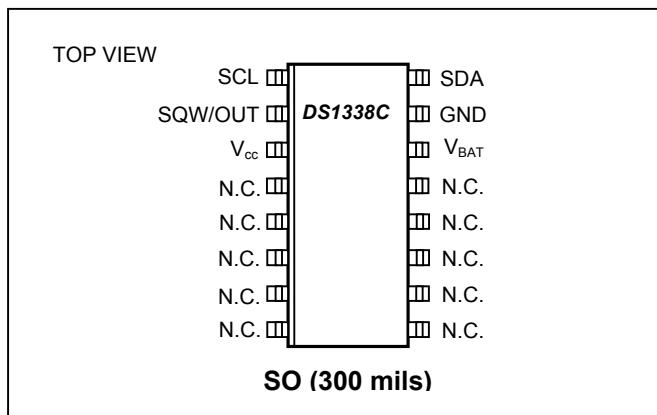 TOP VIEW
SCL SDA
SQW/OUT DS1338C GND
Vcc VBAT
N.C. N.C.
N.C. N.C.
N.C. N.C.
N.C. N.C.
N.C. N.C.
SO (300 mils)